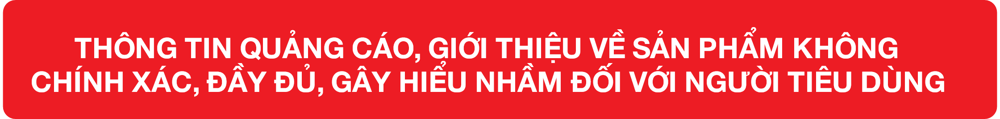 THÔNG TIN QUẢNG CÁO, GIỚI THIỆU VỀ SẢN PHẨM KHÔNG
CHÍNH XÁC, ĐẦY ĐỦ, GÂY HIỂU NHẦM ĐỐI VỚI NGƯỜI TIÊU DÙNG